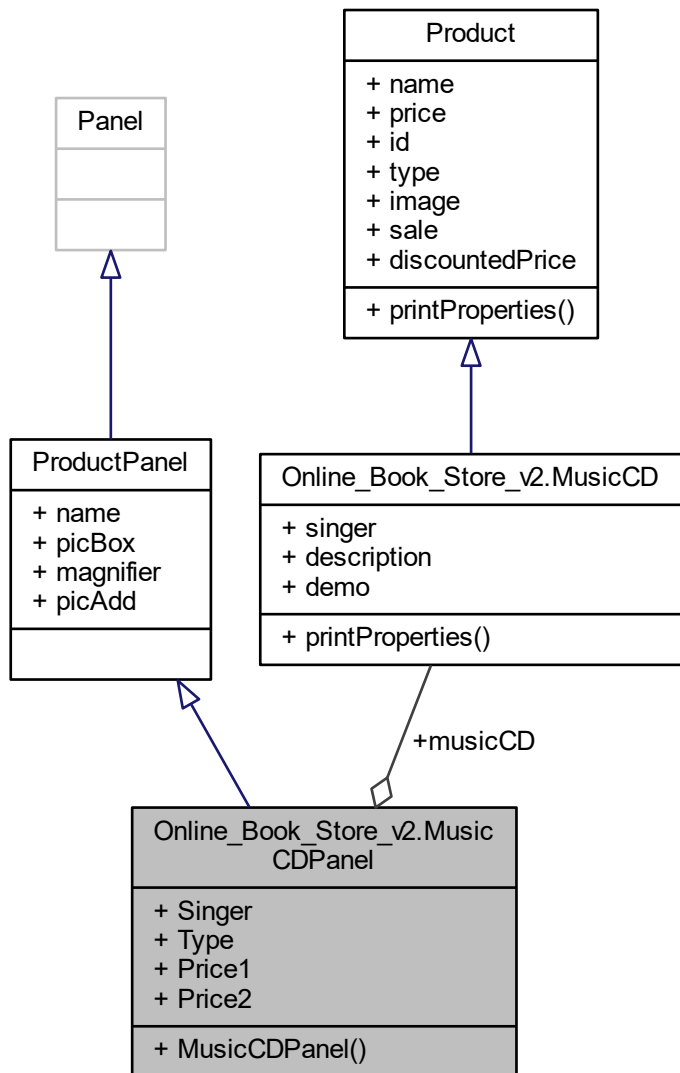 Product
+ name
+ price
+ id
+ type
+ image
+ sale
+ discountedPrice
+ printProperties()
Panel
ProductPanel
+ name
+ picBox
+ magnifier
+ picAdd
Online_Book_Store_v2.MusicCD
+ singer
+ description
+ demo
+ printProperties()
+musicCD
Online_Book_Store_v2.Music
CDPanel
+ Singer
+ Type
+ Price1
+ Price2
+ MusicCDPanel()